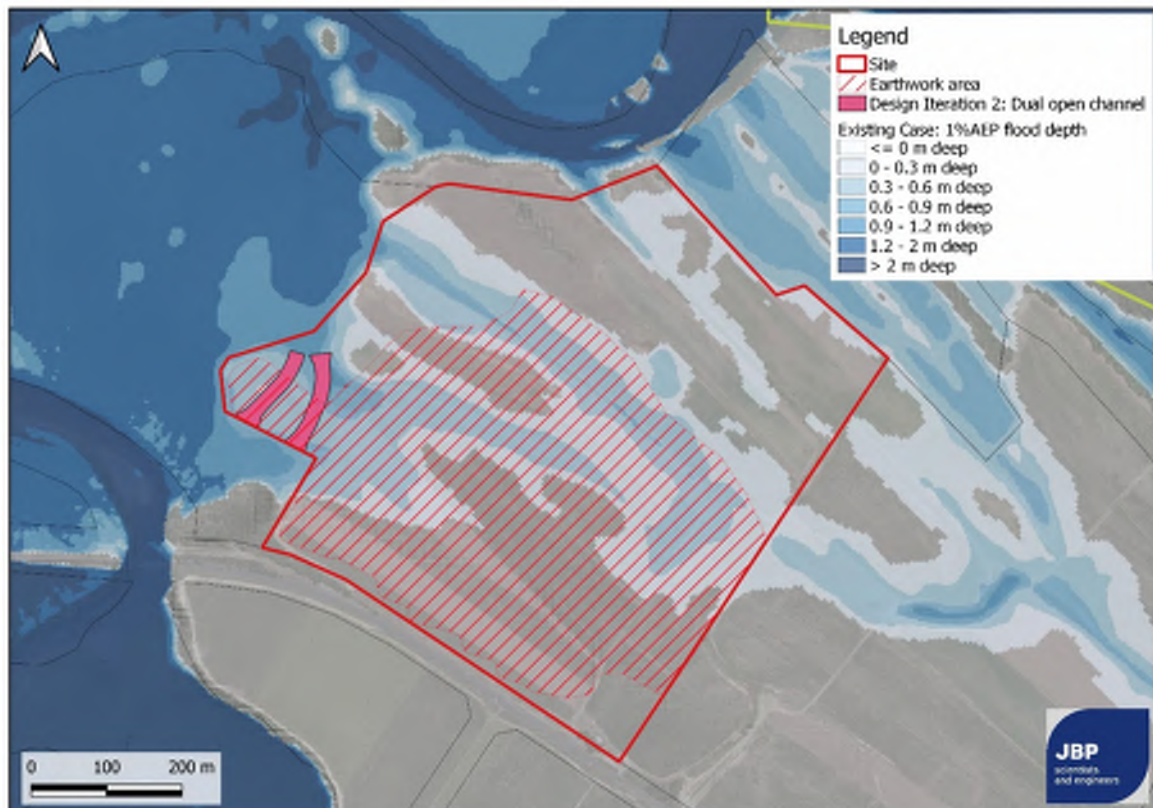 Legend
Site
Earthwork area
Design Iteration 2: Dual open channel
Existing Case: 1%AEP flood depth
<= 0 m deep
0 - 0.3 m deep
0.3 - 0.6 m deep
0.6 - 0.9 m deep
0.9 - 1.2 m deep
1.2 - 2 m deep
> 2 m deep
0 100 200 m
JBP
scientists
and engineers